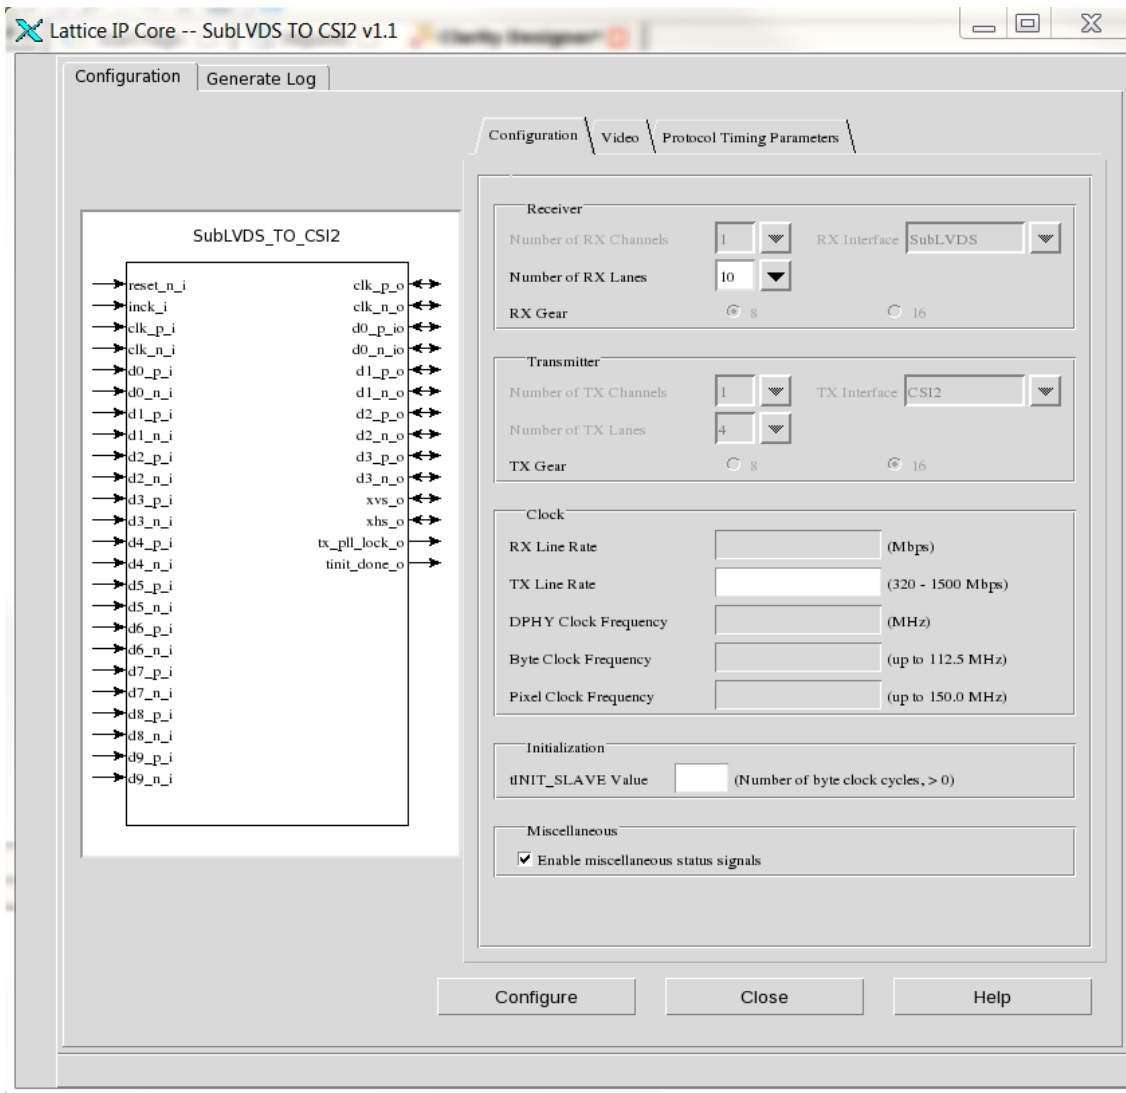 Lattice IP Core -- SubLVDS TO CSI2 v1.1
Configuration
Generate Log
Configuration
Video
Protocol Timing Parameters
SubLVDS_TO_CSI2
reset_n_i
inck_i
clk_p_i
clk_n_i
d0_p_i
d0_n_i
d1_p_i
d1_n_i
d2_p_i
d2_n_i
d3_p_i
d3_n_i
d4_p_i
d4_n_i
d5_p_i
d5_n_i
d6_p_i
d6_n_i
d7_p_i
d7_n_i
d8_p_i
d8_n_i
d9_p_i
d9_n_i
clk_p_o
clk_n_o
d0_p_io
d0_n_io
d1_p_o
d1_n_o
d2_p_o
d2_n_o
d3_p_o
d3_n_o
xvs_o
xhs_o
tx_pll_lock_o
tinit_done_o
Receiver
Number of RX Channels 1 RX Interface SubLVDS
Number of RX Lanes 10
RX Gear 8 16
Transmitter
Number of TX Channels 1 TX Interface CSI2
Number of TX Lanes 4
TX Gear 8 16
Clock
RX Line Rate (Mbps)
TX Line Rate (320 - 1500 Mbps)
DPHY Clock Frequency (MHz)
Byte Clock Frequency (up to 112.5 MHz)
Pixel Clock Frequency (up to 150.0 MHz)
Initialization
tINIT_SLAVE Value (Number of byte clock cycles, > 0)
Miscellaneous
Enable miscellaneous status signals
Configure
Close
Help